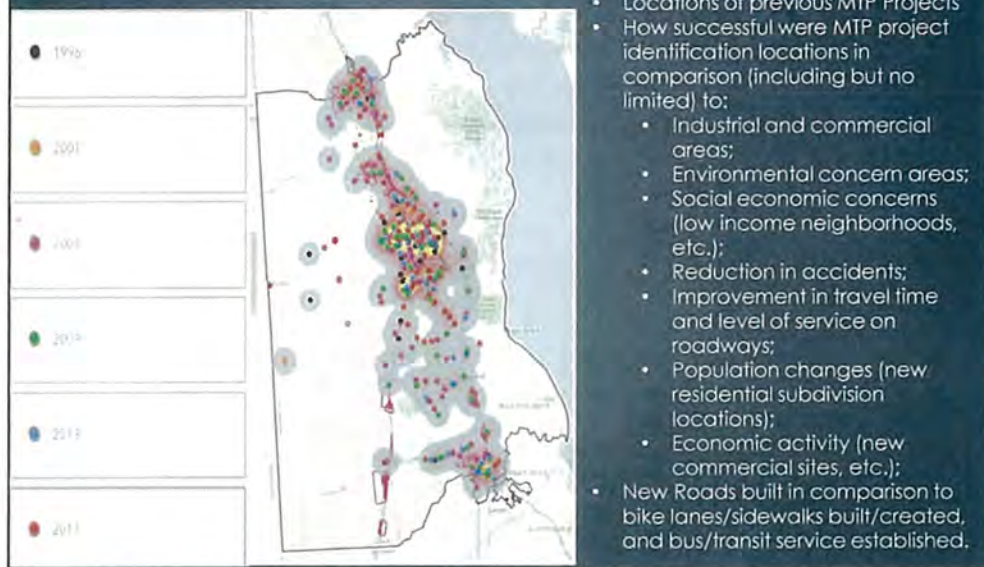 1996
2001
2009
2013
• Locations of previous MTP Projects
• How successful were MTP project
identification locations in
comparison (including but no
limited) to:
• Industrial and commercial
areas;
• Environmental concern areas;
• Social economic concerns
(low income neighborhoods,
etc.);
• Reduction in accidents;
• Improvement in travel time
and level of service on
roadways;
• Population changes (new
residential subdivision
locations);
• Economic activity (new
commercial sites, etc.);
• New Roads built in comparison to
bike lanes/sidewalks built/created,
and bus/transit service established.